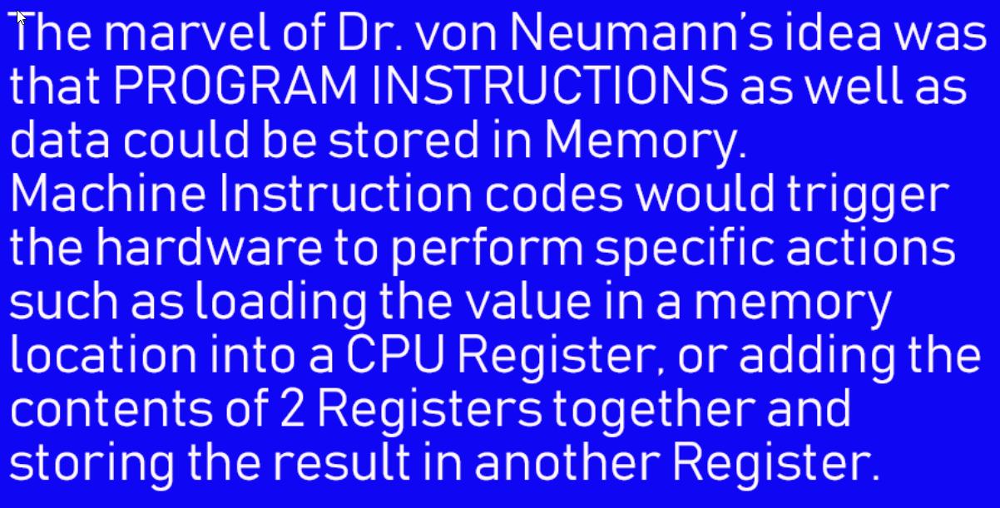 The marvel of Dr. von Neumann’s idea was
that PROGRAM INSTRUCTIONS as well as
data could be stored in Memory.
Machine Instruction codes would trigger
the hardware to perform specific actions
such as loading the value in a memory
location into a CPU Register, or adding the
contents of 2 Registers together and
storing the result in another Register.